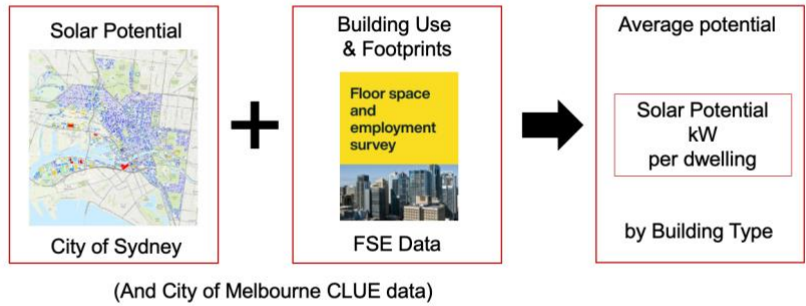 Solar Potential
City of Sydney
Building Use
& Footprints
Floor space
and
employment
survey
FSE Data
Average potential
Solar Potential
kW
per dwelling
by Building Type
(And City of Melbourne CLUE data)